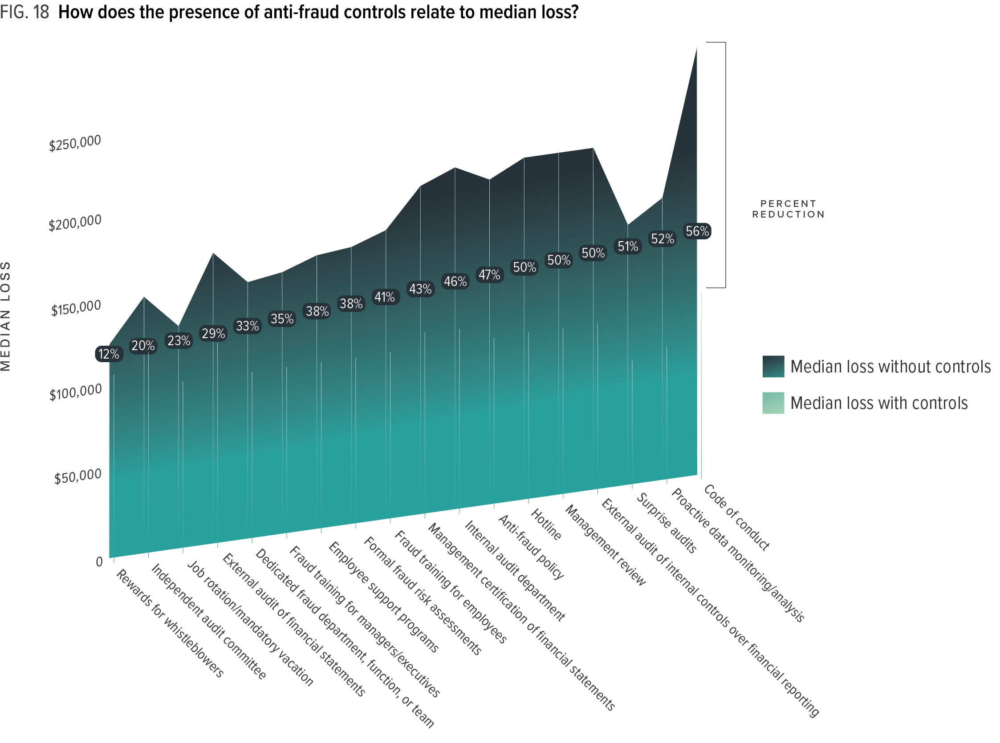 FIG. 18 How does the presence of anti-fraud controls relate to median loss?
$250,000
$200,000
$150,000
$100,000
$50,000
0
MEDIAN LOSS
12%
20%
23%
29%
33%
35%
38%
38%
41%
43%
46%
47%
50%
50%
50%
51%
52%
56%
PERCENT
REDUCTION
Median loss without controls
Median loss with controls
Rewards for whistleblowers
Independent audit committee
Job rotation/mandatory vacation
External audit of financial statements
Dedicated fraud department, function, or team
Fraud training for managers/executives
Employee support programs
Formal fraud risk assessments
Fraud training for employees
Management certification of financial statements
Internal audit department
Anti-fraud policy
Hotline
Management review
External audit of internal controls over financial reporting
Surprise audits
Proactive data monitoring/analysis
Code of conduct